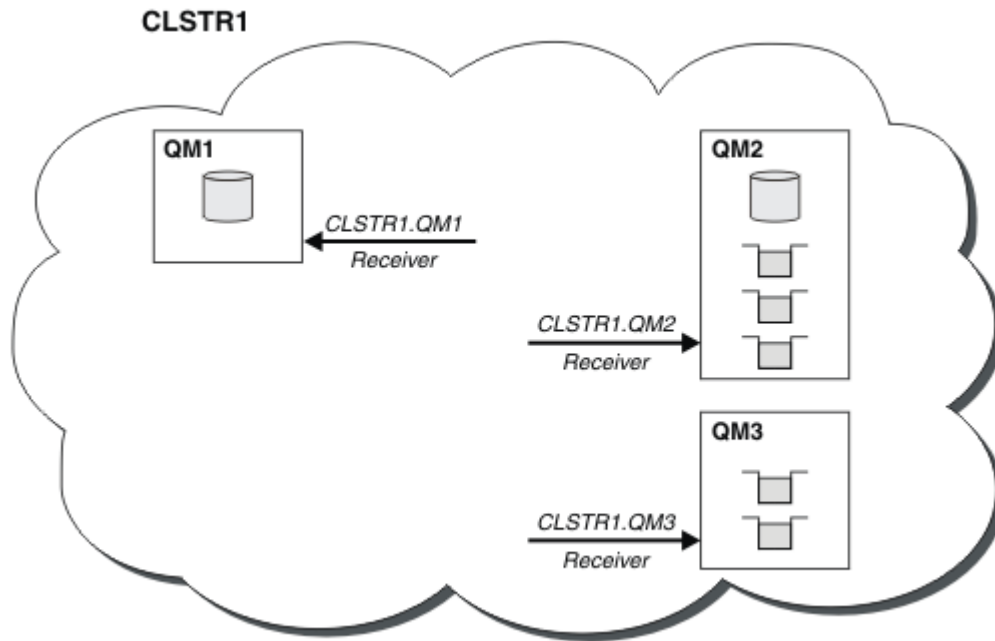 CLSTR1
QM1
CLSTR1.QM1
Receiver
QM2
CLSTR1.QM2
Receiver
QM3
CLSTR1.QM3
Receiver